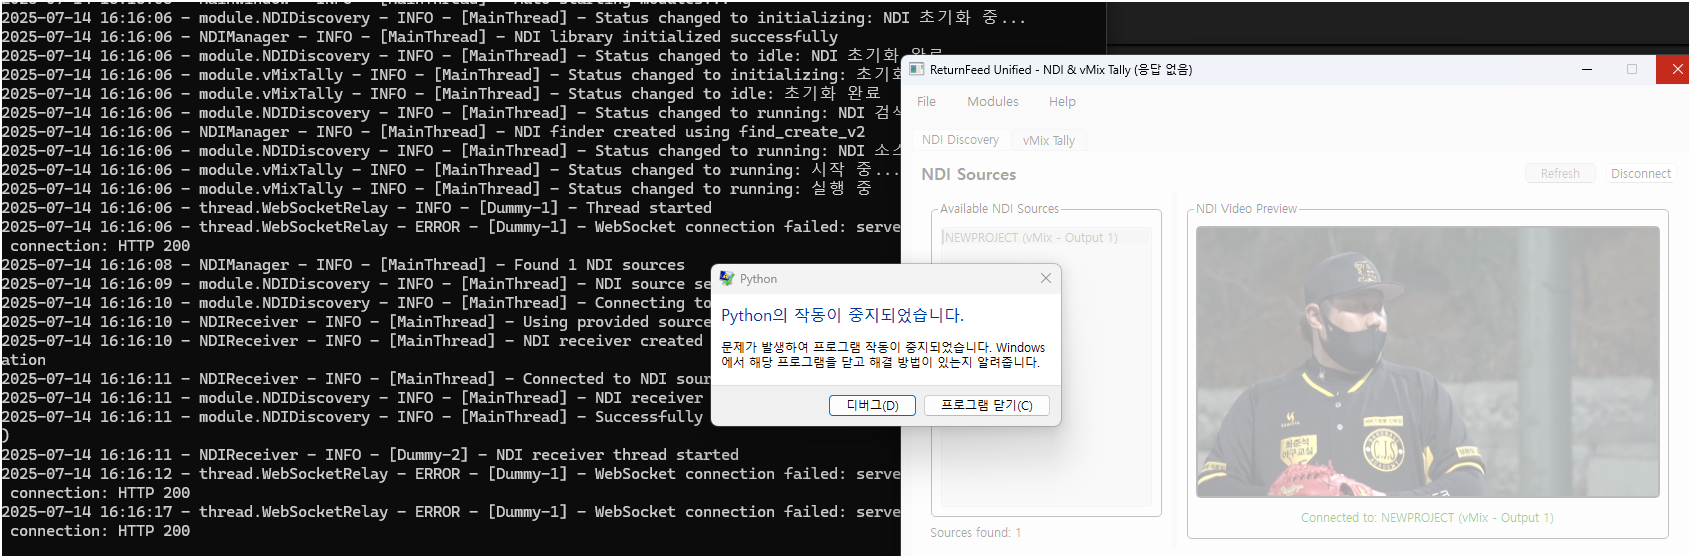 2025-07-14 16:16:06 - module.NDIDiscovery - INFO - [MainThread] - Status changed to initializing: NDI 초기화 중...
2025-07-14 16:16:06 - NDIManager - INFO - [MainThread] - NDI library initialized successfully
2025-07-14 16:16:06 - module.NDIDiscovery - INFO - [MainThread] - Status changed to idle: NDI 초기화 완료
2025-07-14 16:16:06 - module.vMixTally - INFO - [MainThread] - Status changed to initializing: 초기화
2025-07-14 16:16:06 - module.vMixTally - INFO - [MainThread] - Status changed to idle: 초기화 완료
2025-07-14 16:16:06 - module.NDIDiscovery - INFO - [MainThread] - Status changed to running: NDI 검색
2025-07-14 16:16:06 - NDIManager - INFO - [MainThread] - NDI finder created using find_create_v2
2025-07-14 16:16:06 - module.NDIDiscovery - INFO - [MainThread] - Status changed to running: NDI 소스
2025-07-14 16:16:06 - module.vMixTally - INFO - [MainThread] - Status changed to running: 시작 중...
2025-07-14 16:16:06 - module.vMixTally - INFO - [MainThread] - Status changed to running: 실행 중
2025-07-14 16:16:06 - thread.WebSocketRelay - INFO - [Dummy-1] - Thread started
2025-07-14 16:16:06 - thread.WebSocketRelay - ERROR - [Dummy-1] - WebSocket connection failed: serve
connection: HTTP 200
2025-07-14 16:16:08 - NDIManager - INFO - [MainThread] - Found 1 NDI sources
2025-07-14 16:16:09 - module.NDIDiscovery - INFO - [MainThread] - NDI source se
2025-07-14 16:16:10 - module.NDIDiscovery - INFO - [MainThread] - Connecting to
2025-07-14 16:16:10 - NDIReceiver - INFO - [MainThread] - Using provided source
2025-07-14 16:16:10 - NDIReceiver - INFO - [MainThread] - NDI receiver created
ation
2025-07-14 16:16:11 - NDIReceiver - INFO - [MainThread] - Connected to NDI sour
2025-07-14 16:16:11 - module.NDIDiscovery - INFO - [MainThread] - NDI receiver
2025-07-14 16:16:11 - module.NDIDiscovery - INFO - [MainThread] - Successfully
)
2025-07-14 16:16:11 - NDIReceiver - INFO - [Dummy-2] - NDI receiver thread started
2025-07-14 16:16:12 - thread.WebSocketRelay - ERROR - [Dummy-1] - WebSocket connection failed: serve
connection: HTTP 200
2025-07-14 16:16:17 - thread.WebSocketRelay - ERROR - [Dummy-1] - WebSocket connection failed: serve
connection: HTTP 200
ReturnFeed Unified - NDI & vMix Tally (응답 없음)
File Modules Help
NDI Discovery vMix Tally
NDI Sources
Refresh Disconnect
Available NDI Sources
NEWPROJECT (vMix - Output 1)
Sources found: 1
NDI Video Preview
C.J.S
Connected to: NEWPROJECT (vMix - Output 1)
Python
Python의 작동이 중지되었습니다.
문제가 발생하여 프로그램 작동이 중지되었습니다. Windows
에서 해당 프로그램을 닫고 해결 방법이 있는지 알려줍니다.
디버그(D) 프로그램 닫기(C)